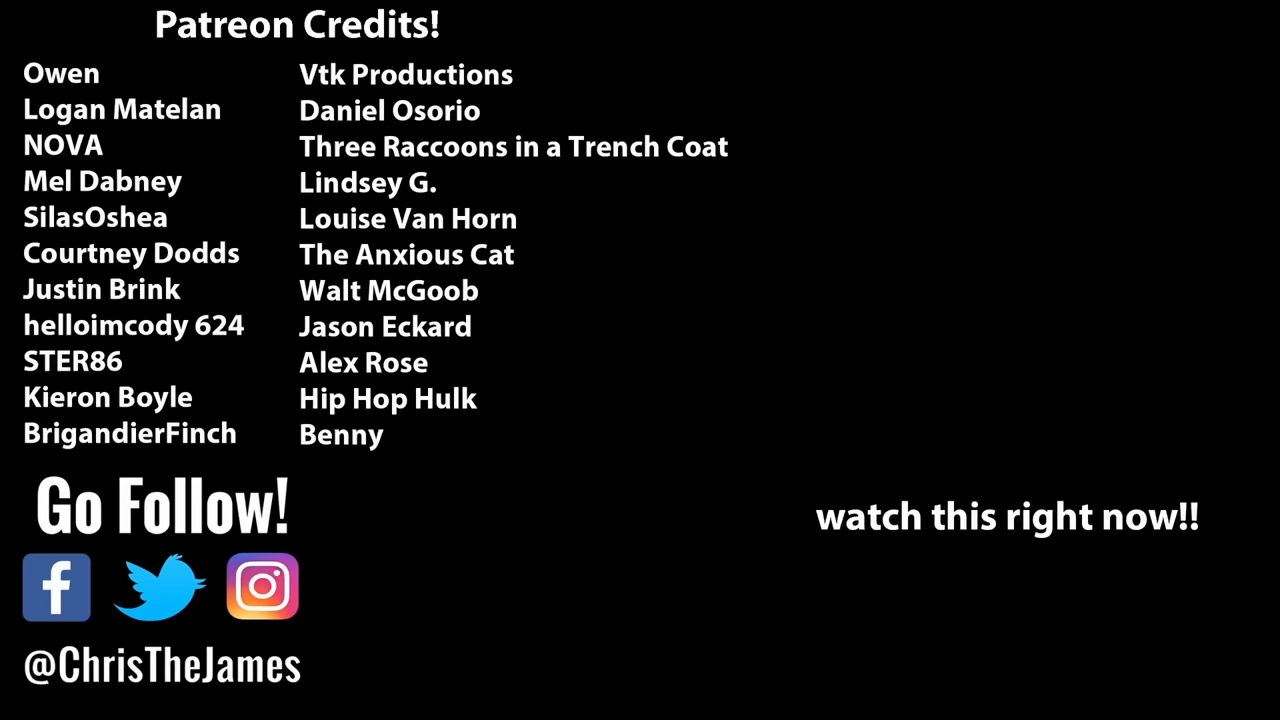 Patreon Credits!
Owen
Logan Matelan
NOVA
Mel Dabney
SilasOshea
Courtney Dodds
Justin Brink
helloimcody 624
STER86
Kieron Boyle
BrigandierFinch
Vtk Productions
Daniel Osorio
Three Raccoons in a Trench Coat
Lindsey G.
Louise Van Horn
The Anxious Cat
Walt McGoob
Jason Eckard
Alex Rose
Hip Hop Hulk
Benny
Go Follow!
@ChrisTheJames
watch this right now!!